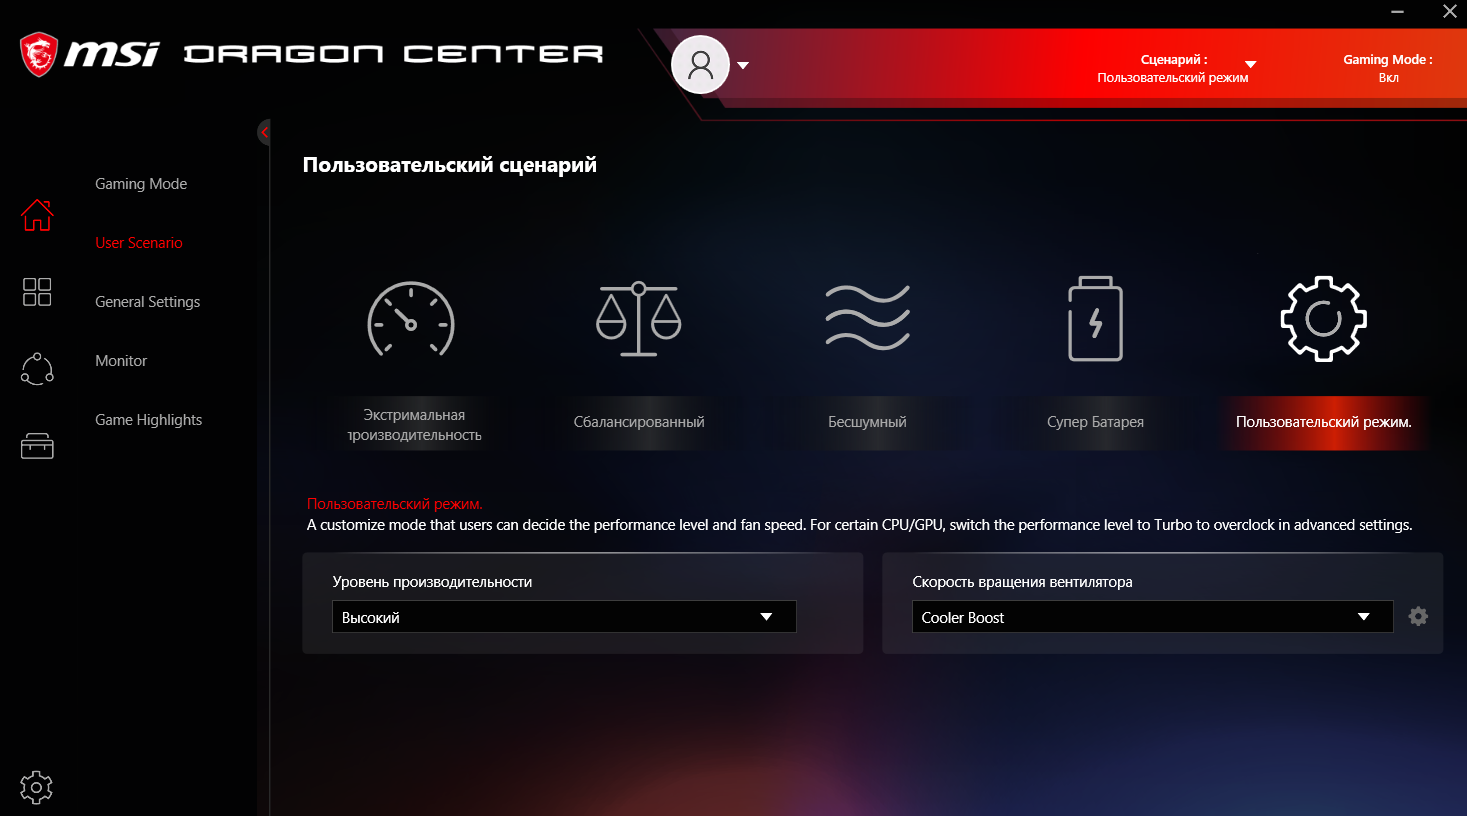 msi DRAGON CENTER
Сценарий :
Пользовательский режим
Gaming Mode :
Вкл
Gaming Mode
User Scenario
General Settings
Monitor
Game Highlights
Пользовательский сценарий
Экстримальная
производительность
Сбалансированный
Бесшумный
Супер Батарея
Пользовательский режим.
Пользовательский режим.
A customize mode that users can decide the performance level and fan speed. For certain CPU/GPU, switch the performance level to Turbo to overclock in advanced settings.
Уровень производительности
Высокий
Скорость вращения вентилятора
Cooler Boost